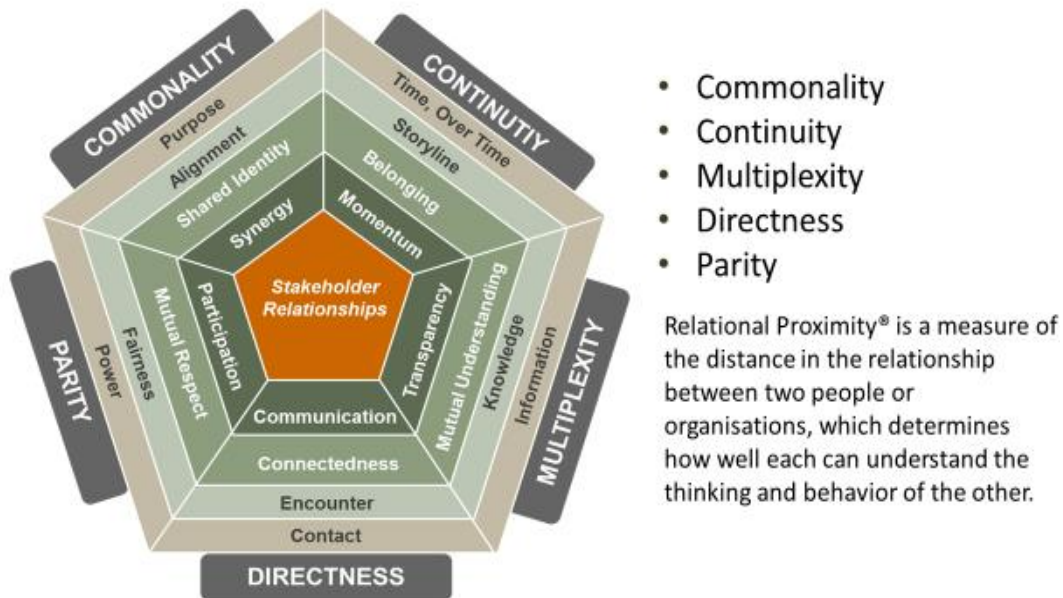 COMMONALITY
Purpose
Alignment
Shared Identity
Synergy
CONTINUTIY
Time, Over Time
Storyline
Belonging
Momentum
Stakeholder
Relationships
PARITY
Power
Fairness
Mutual Respect
Participation
Transparency
Mutual Understanding
Knowledge
Information
MULTIPLEXITY
Communication
Connectedness
Encounter
Contact
DIRECTNESS
• Commonality
• Continuity
• Multiplexity
• Directness
• Parity
Relational Proximity® is a measure of
the distance in the relationship
between two people or
organisations, which determines
how well each can understand the
thinking and behavior of the other.